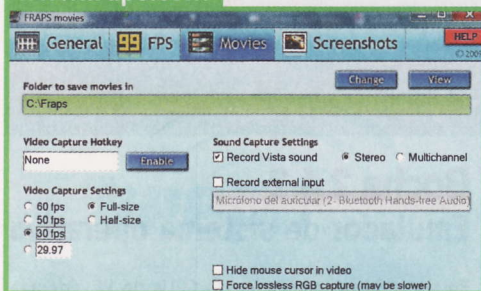 FRAPS movies
General
99 FPS
Movies
Screenshots
HELP
Folder to save movies in
Change
View
C:\Fraps
Video Capture Hotkey
None
Enable
Sound Capture Settings
Record Vista sound
Stereo
Multichannel
Record external input
Micrófono del auricular (2- Bluetooth Hands-free Audio)
Video Capture Settings
60 fps
Full-size
50 fps
Half-size
30 fps
29.97
Hide mouse cursor in video
Force lossless RGB capture (may be slower)